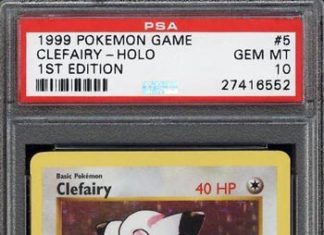 PSA
1999 POKEMON GAME #5
CLEFAIRY - HOLO GEM MT
1ST EDITION 10
27416552
Basic Pokémon
Clefairy 40 HP